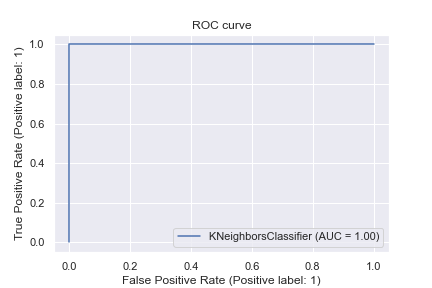 ROC curve
True Positive Rate (Positive label: 1)
1.0
0.8
0.6
0.4
0.2
0.0
KNeighborsClassifier (AUC = 1.00)
0.0 0.2 0.4 0.6 0.8 1.0
False Positive Rate (Positive label: 1)